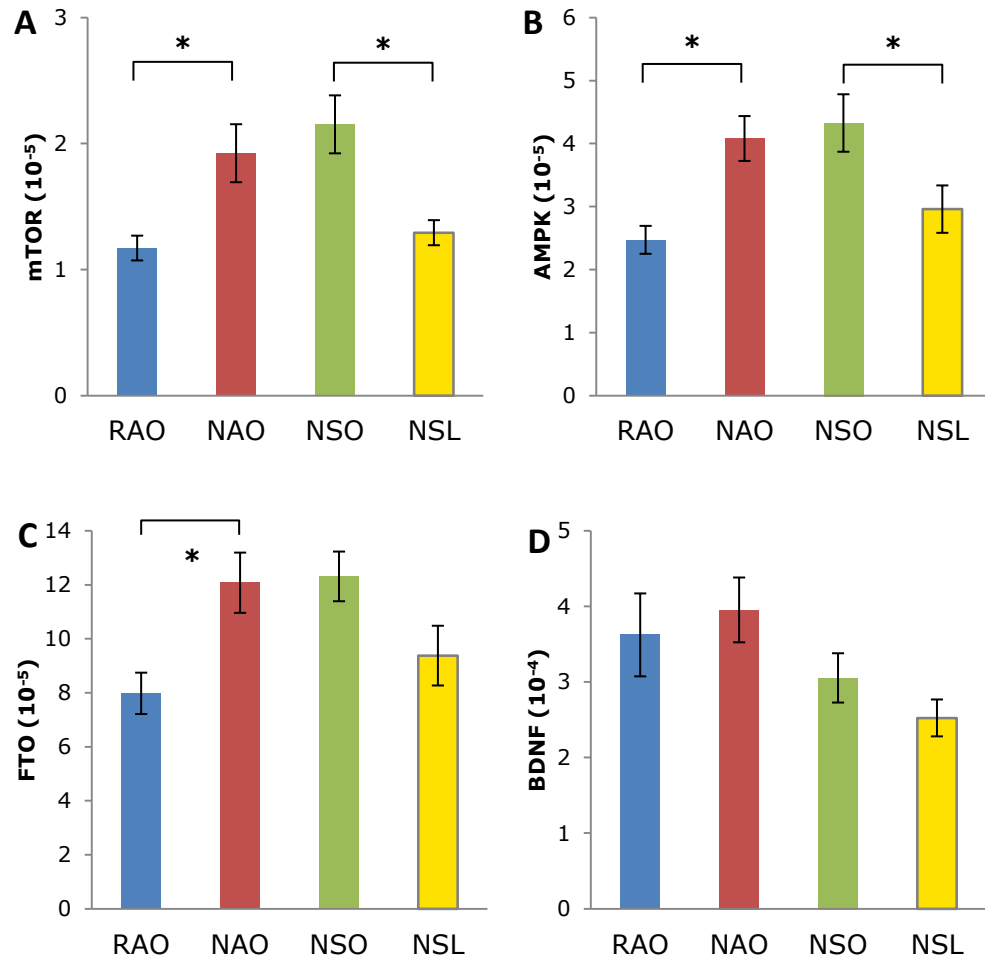 A
mTOR (10⁻⁵)
3
2
1
0
*
*
RAO NAO NSO NSL
B
AMPK (10⁻⁵)
6
5
4
3
2
1
0
*
*
RAO NAO NSO NSL
C
FTO (10⁻⁵)
14
12
10
8
6
4
2
0
*
RAO NAO NSO NSL
D
BDNF (10⁻⁴)
5
4
3
2
1
0
RAO NAO NSO NSL